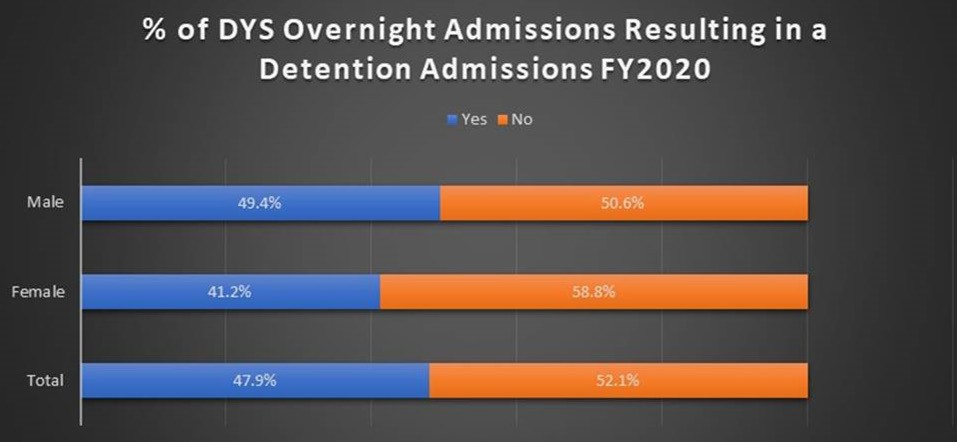 % of DYS Overnight Admissions Resulting in a
Detention Admissions FY2020
Yes No
Male 49.4% 50.6%
Female 41.2% 58.8%
Total 47.9% 52.1%